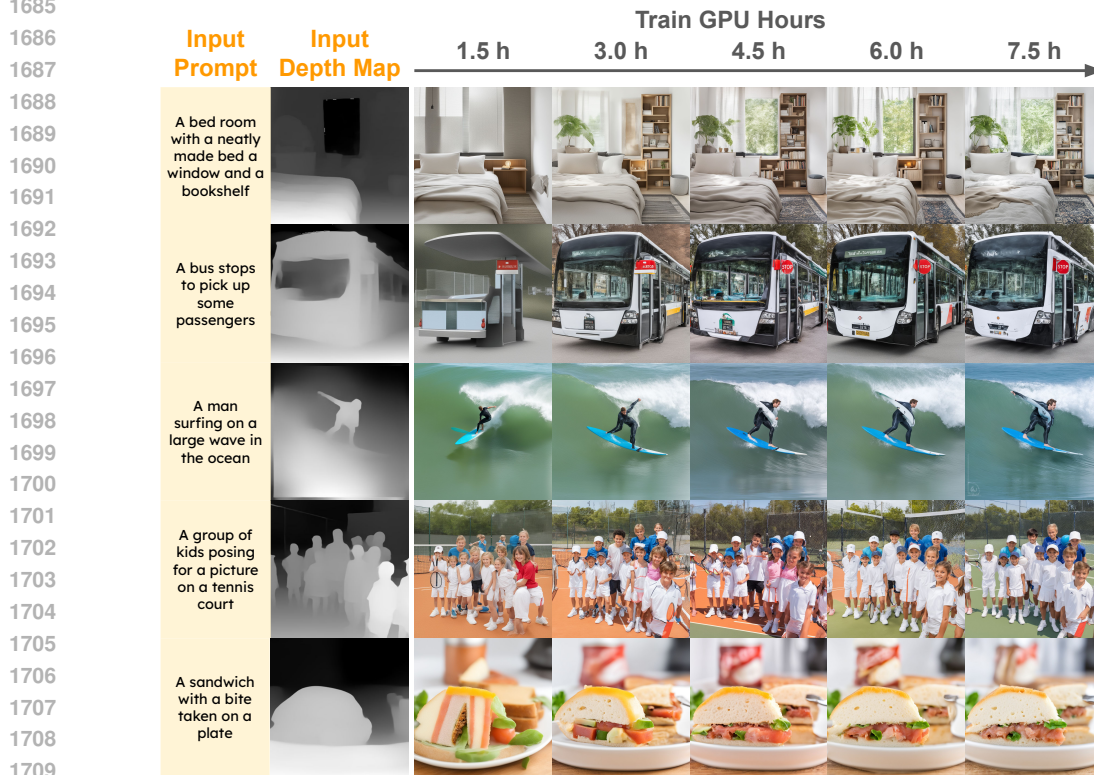 1685
1686
1687
1688
1689
1690
1691
1692
1693
1694
1695
1696
1697
1698
1699
1700
1701
1702
1703
1704
1705
1706
1707
1708
1709
Train GPU Hours
Input
Prompt
Input
Depth Map
1.5 h
3.0 h
4.5 h
6.0 h
7.5 h
A bed room
with a neatly
made bed a
window and a
bookshelf
A bus stops
to pick up
some
passengers
STOP
STOP
STOP
A man
surfing on a
large wave in
the ocean
A group of
kids posing
for a picture
on a tennis
court
A sandwich
with a bite
taken on a
plate